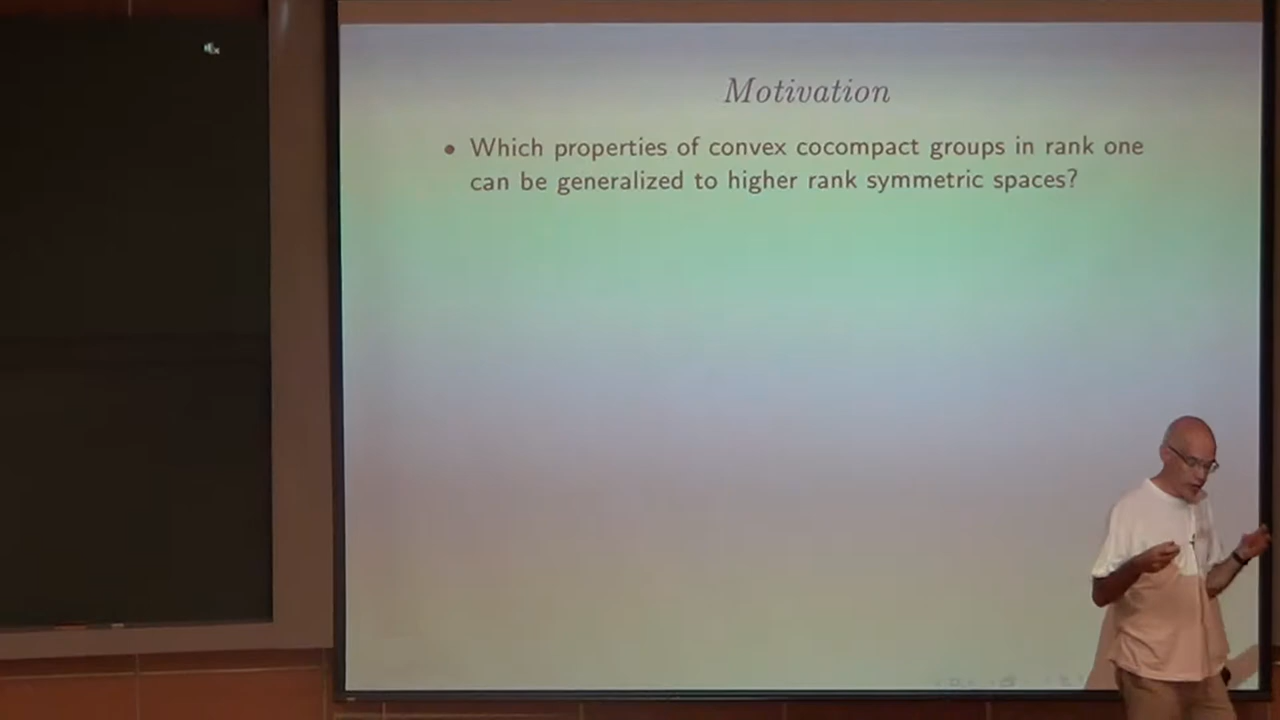 Motivation
• Which properties of convex cocompact groups in rank one
can be generalized to higher rank symmetric spaces?